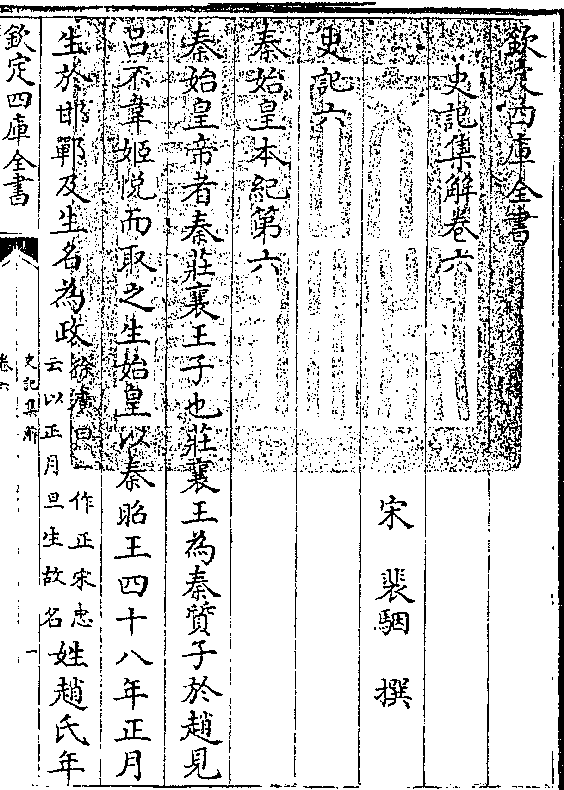 欽定四庫全書
史記集解卷六
宋 裴駰 撰
史記六
秦始皇本紀第六
秦始皇帝者秦莊襄王子也莊襄王為秦質子於趙見
呂不韋姬悅而取之生始皇以秦昭王四十八年正月
生於邯鄲及生名為政徐廣曰一作正宋忠
云以正月旦生故名姓趙氏年
欽定四庫全書
史記集解
卷六
一